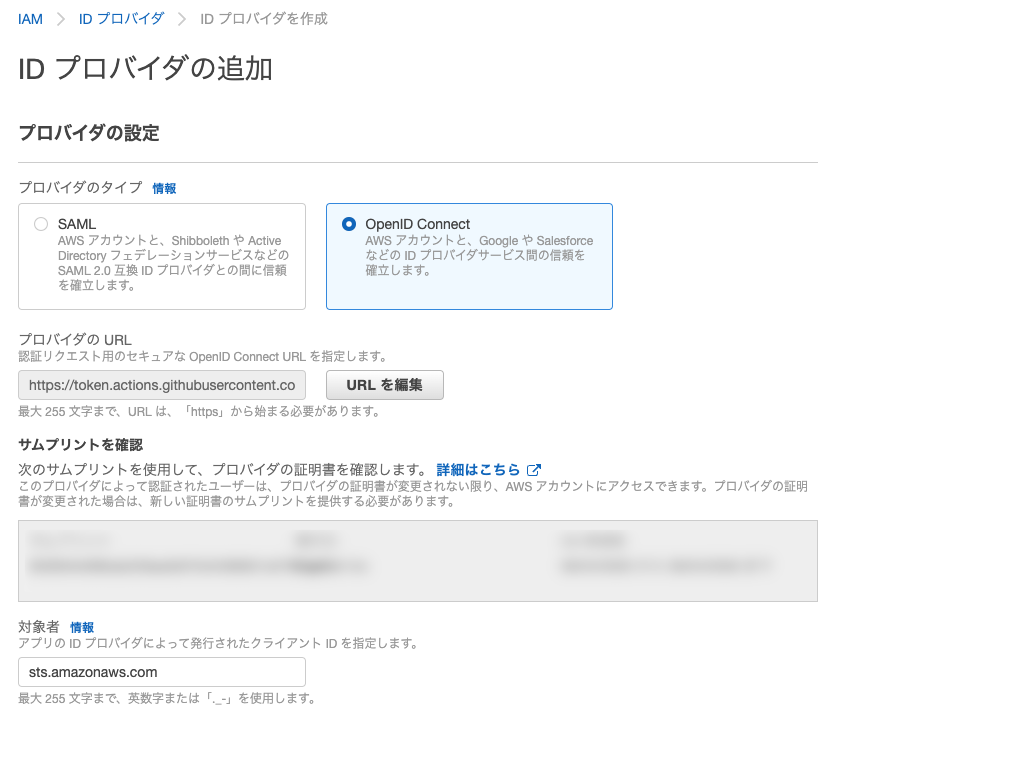 IAM > ID プロバイダ > ID プロバイダを作成
ID プロバイダの追加
プロバイダの設定
プロバイダのタイプ 情報
SAML
AWS アカウントと、Shibboleth や Active
Directory フェデレーションサービスなどの
SAML 2.0 互換 ID プロバイダとの間に信頼
を確立します。
OpenID Connect
AWS アカウントと、Google や Salesforce
などの ID プロバイダサービス間の信頼を
確立します。
プロバイダの URL
認証リクエスト用のセキュアな OpenID Connect URL を指定します。
https://token.actions.githubusercontent.co
URL を編集
最大 255 文字まで、URL は、「https」から始まる必要があります。
サムプリントを確認
次のサムプリントを使用して、プロバイダの証明書を確認します。 詳細はこちら
このプロバイダによって認証されたユーザーは、プロバイダの証明書が変更されない限り、AWS アカウントにアクセスできます。プロバイダの証明
書が変更された場合は、新しい証明書のサムプリントを提供する必要があります。
対象者 情報
アプリの ID プロバイダによって発行されたクライアント ID を指定します。
sts.amazonaws.com
最大 255 文字まで、英数字または「._-」を使用します。